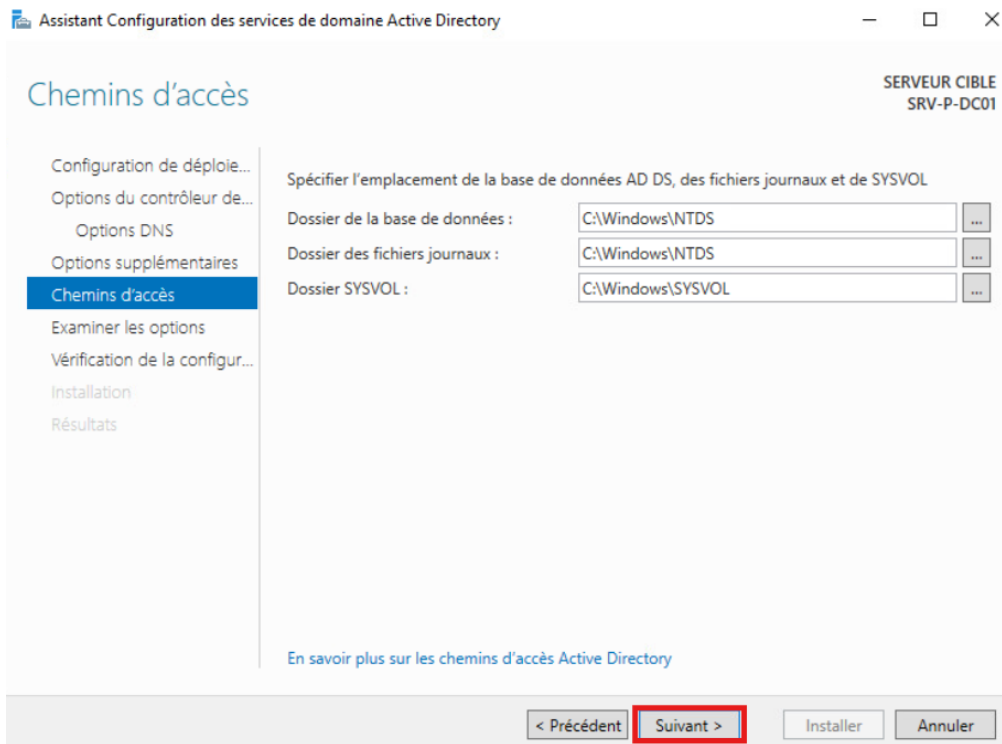 Assistant Configuration des services de domaine Active Directory
Chemins d'accès
SERVEUR CIBLE
SRV-P-DC01
Configuration de déploie...
Options du contrôleur de...
Options DNS
Options supplémentaires
Chemins d'accès
Examiner les options
Vérification de la configur...
Installation
Résultats
Spécifier l'emplacement de la base de données AD DS, des fichiers journaux et de SYSVOL
Dossier de la base de données : C:\Windows\NTDS ...
Dossier des fichiers journaux : C:\Windows\NTDS ...
Dossier SYSVOL : C:\Windows\SYSVOL ...
En savoir plus sur les chemins d'accès Active Directory
< Précédent Suivant > Installer Annuler